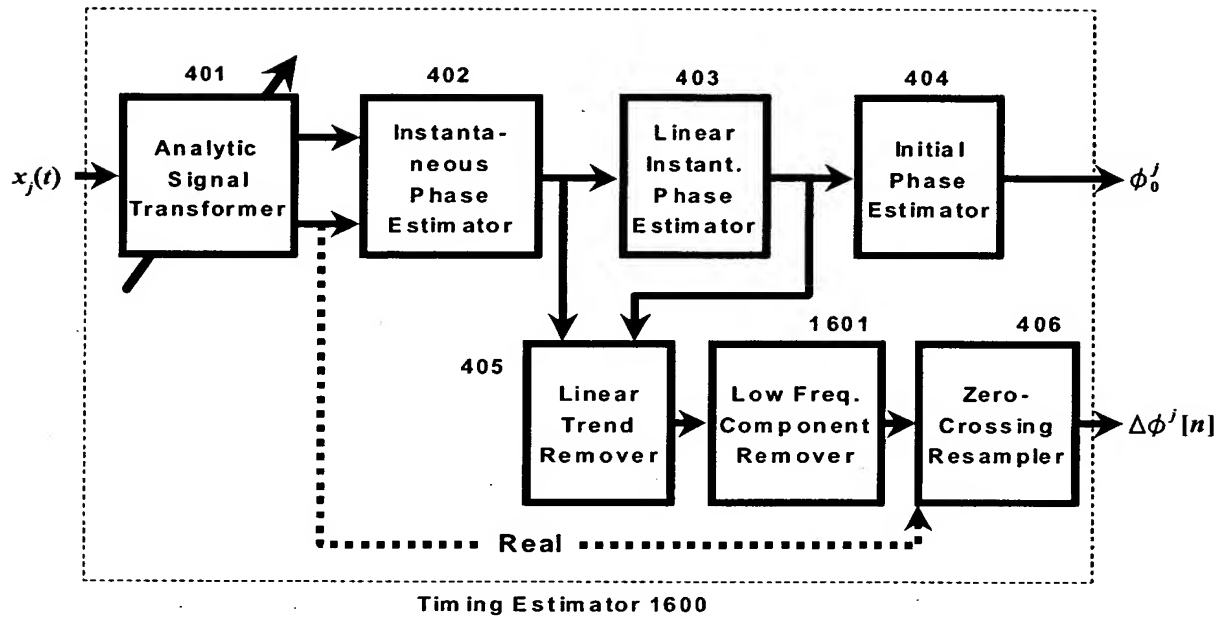 401
402
403
404
x_j(t)
Analytic
Signal
Transformer
Instanta-
neous
Phase
Estimator
Linear
Instant.
Phase
Estimator
Initial
Phase
Estimator
ϕ_0^j
405
1601
406
Linear
Trend
Remover
Low Freq.
Component
Remover
Zero-
Crossing
Resampler
Δϕ^j[n]
Real
Timing Estimator 1600